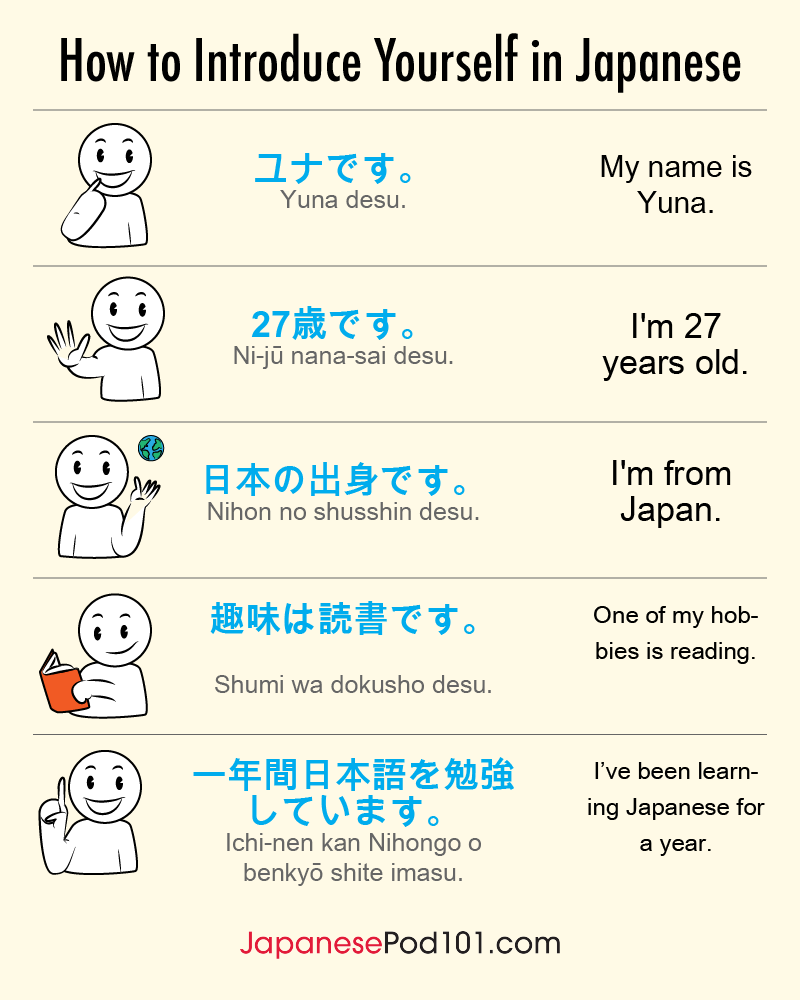 How to Introduce Yourself in Japanese
ユナです。
Yuna desu.
My name is
Yuna.
27歳です。
Ni-jū nana-sai desu.
I'm 27
years old.
日本の出身です。
Nihon no shusshin desu.
I'm from
Japan.
趣味は読書です。
Shumi wa dokusho desu.
One of my hob-
bies is reading.
一年間日本語を勉強
しています。
Ichi-nen kan Nihongo o
benkyō shite imasu.
I’ve been learn-
ing Japanese for
a year.
JapanesePod101.com